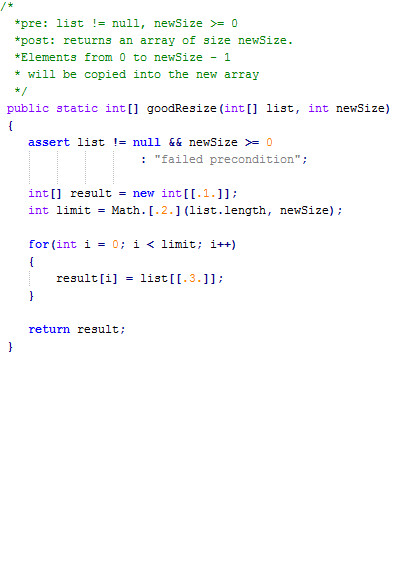 /*
*pre: list != null, newSize >= 0
*post: returns an array of size newSize.
*Elements from 0 to newSize - 1
* will be copied into the new array
*/
public static int[] goodResize(int[] list, int newSize)
{
assert list != null && newSize >= 0
: "failed precondition";
int[] result = new int[[.1.]];
int limit = Math.[.2.](list.length, newSize);
for(int i = 0; i < limit; i++)
{
result[i] = list[[.3.]];
}
return result;
}